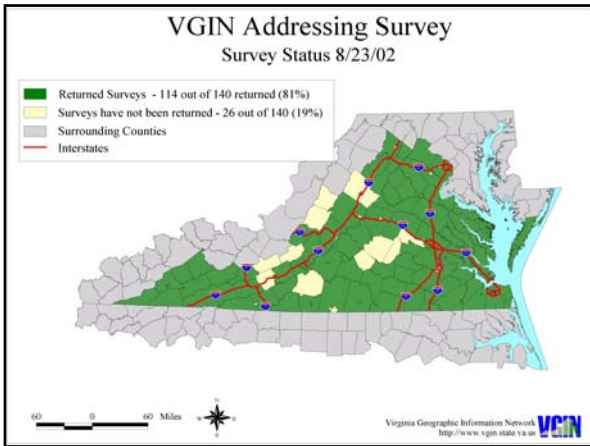 VGIN Addressing Survey
Survey Status 8/23/02
Returned Surveys - 114 out of 140 returned (81%)
Surveys have not been returned - 26 out of 140 (19%)
Surrounding Counties
Interstates
60 0 60 Miles
N
W E
S
Virginia Geographic Information Network
http://www.vgin.state.va.us
VGIN